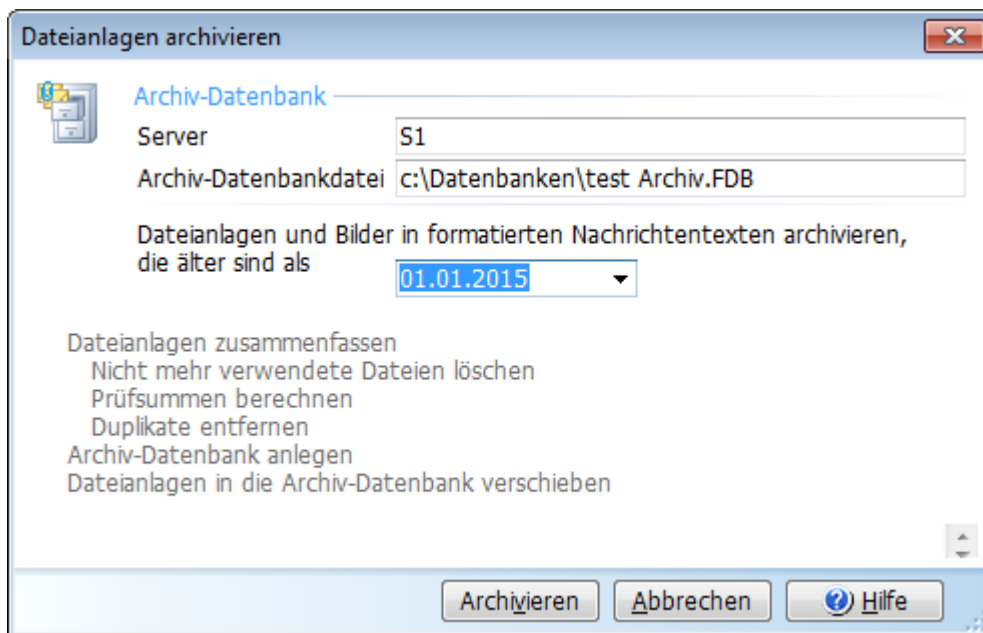 Dateianlagen archivieren
Archiv-Datenbank
Server S1
Archiv-Datenbankdatei c:\Datenbanken\test Archiv.FDB
Dateianlagen und Bilder in formatierten Nachrichtentexten archivieren,
die älter sind als 01.01.2015
Dateianlagen zusammenfassen
Nicht mehr verwendete Dateien löschen
Prüfsummen berechnen
Duplikate entfernen
Archiv-Datenbank anlegen
Dateianlagen in die Archiv-Datenbank verschieben
Archivieren Abbrechen Hilfe